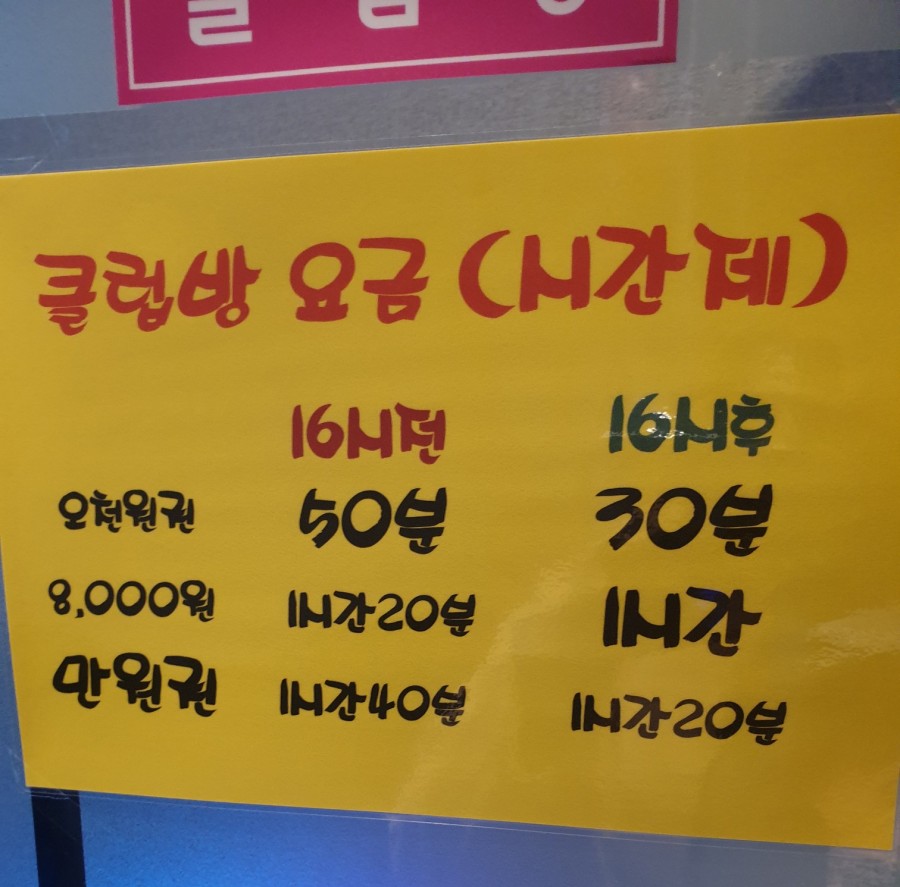 클럽방 요금 (시간제)
16시전 16시후
오천원권 50분 30분
8,000원 1시간20분 1시간
만원권 1시간40분 1시간20분